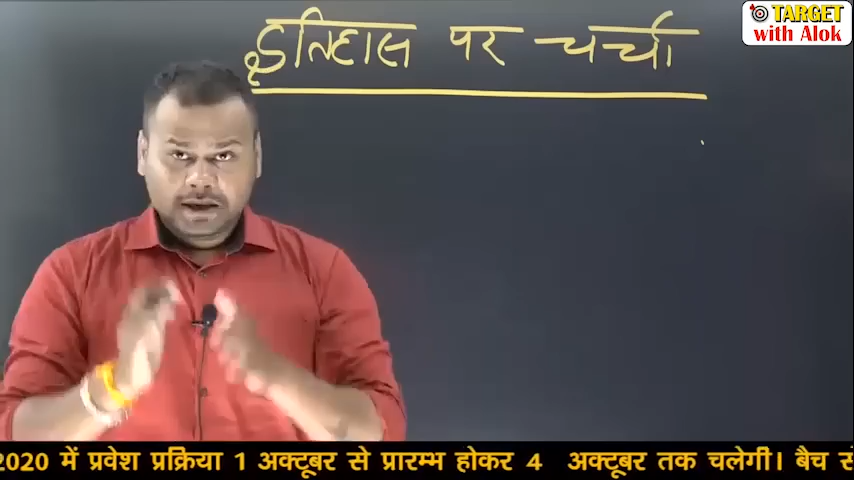 इतिहास पर चर्चा
TARGET
with Alok
2020 में प्रवेश प्रक्रिया 1 अक्टूबर से प्रारम्भ होकर 4 अक्टूबर तक चलेगी। बैच